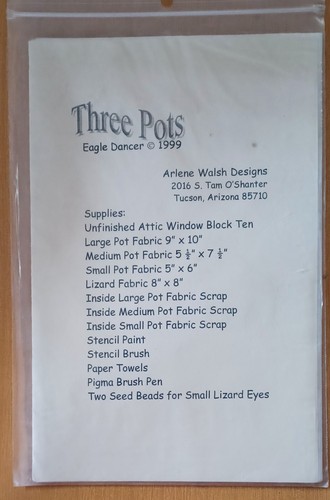 Three Pots
Eagle Dancer © 1999
Arlene Walsh Designs
2016 S. Tam O'Shanter
Tucson, Arizona 85710
Supplies:
Unfinished Attic Window Block Ten
Large Pot Fabric 9" x 10"
Medium Pot Fabric 5 ½" x 7 ½"
Small Pot Fabric 5" x 6"
Lizard Fabric 8" x 8"
Inside Large Pot Fabric Scrap
Inside Medium Pot Fabric Scrap
Inside Small Pot Fabric Scrap
Stencil Paint
Stencil Brush
Paper Towels
Pigma Brush Pen
Two Seed Beads for Small Lizard Eyes